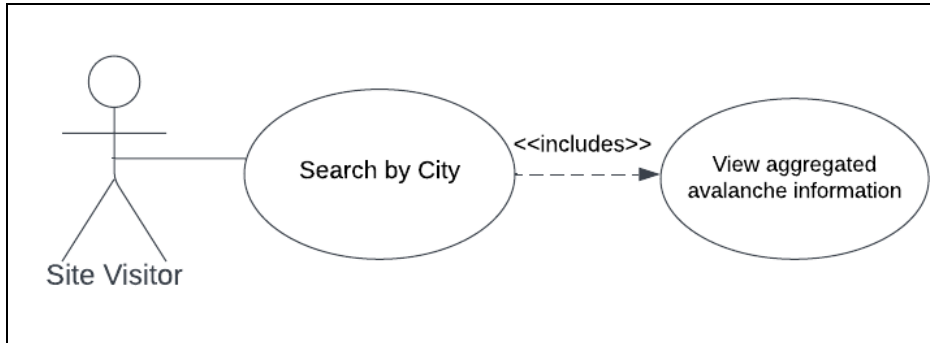 Search by City
<<includes>>
View aggregated
avalanche information
Site Visitor